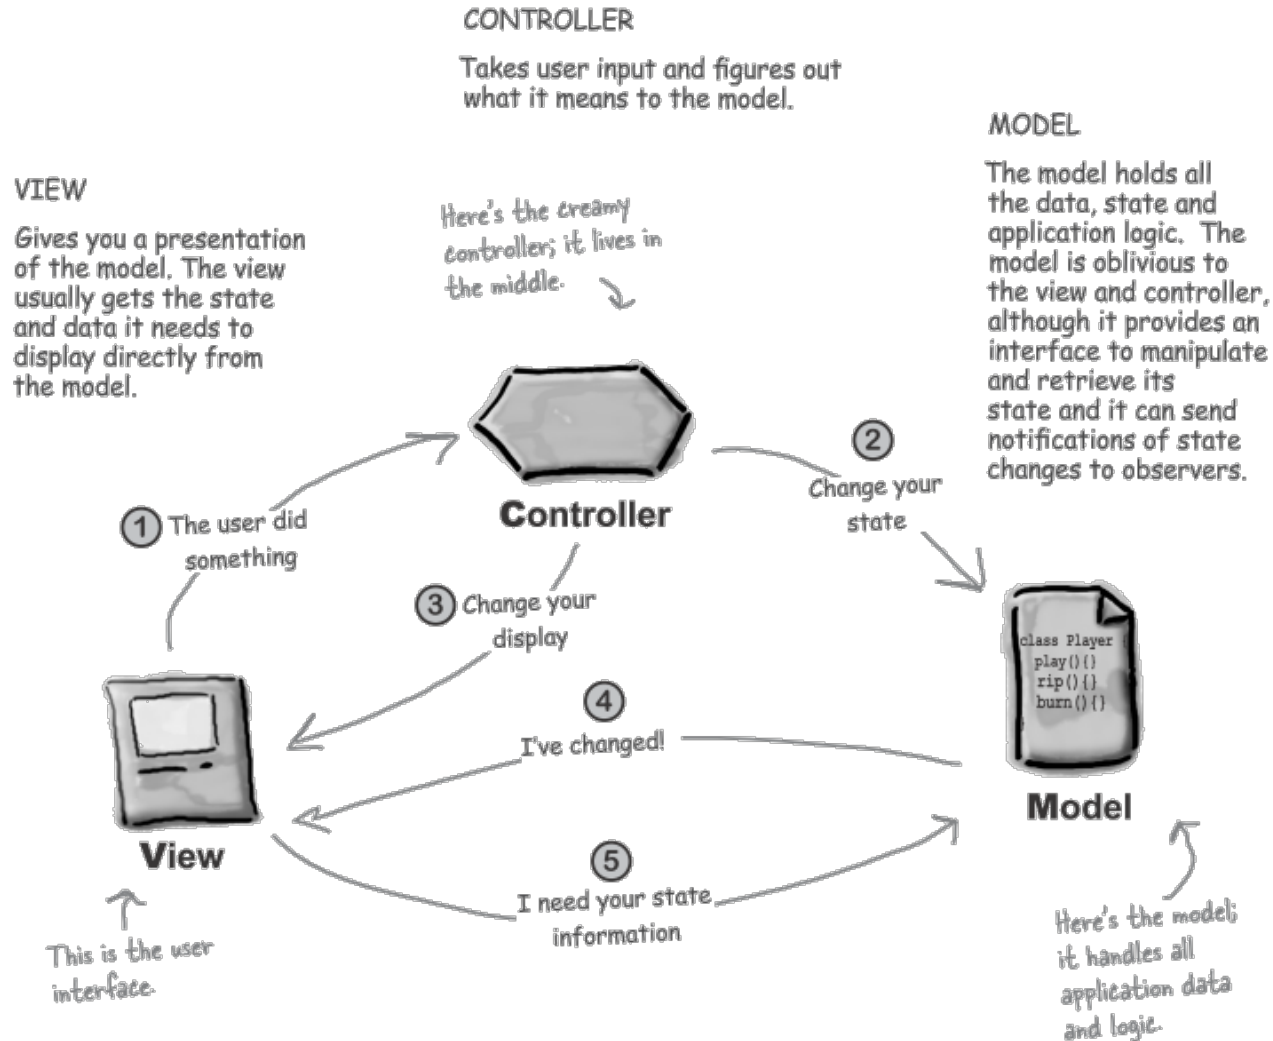 CONTROLLER
Takes user input and figures out
what it means to the model.
MODEL
The model holds all
the data, state and
application logic.  The
model is oblivious to
the view and controller,
although it provides an
interface to manipulate
and retrieve its
state and it can send
notifications of state
changes to observers.
VIEW
Gives you a presentation
of the model. The view
usually gets the state
and data it needs to
display directly from
the model.
Here's the creamy
controller; it lives in
the middle.
Controller
1 The user did
something
2
Change your
state
3 Change your
display
4
I've changed!
5
I need your state
information
class Player {
play(){}
rip(){}
burn(){}
View
Model
This is the user
interface.
Here's the model;
it handles all
application data
and logic.